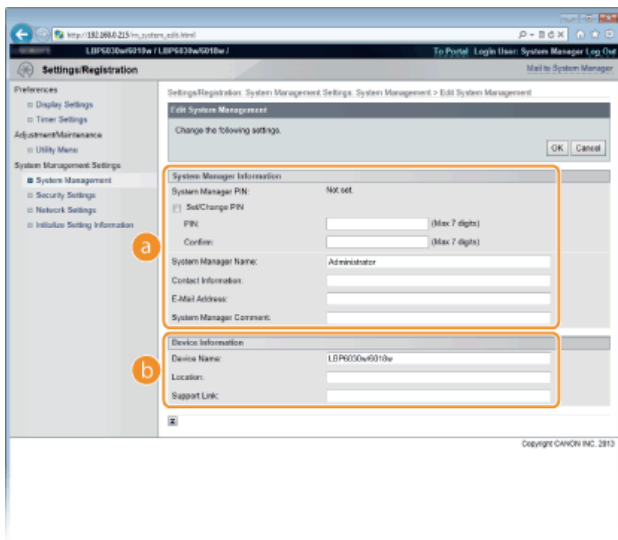 http://192.168.0.215/m_system_edit.html
LBP6030w/6018w / LBP6030w/6018w /
To Portal Login User: System Manager Log Out
Settings/Registration
Mail to System Manager
Preferences
Display Settings
Timer Settings
Adjustment/Maintenance
Utility Menu
System Management Settings
System Management
Security Settings
Network Settings
Initialize Setting Information
Settings/Registration: System Management Settings: System Management > Edit System Management
Edit System Management
Change the following settings.
OK Cancel
a
System Manager Information
System Manager PIN: Not set.
Set/Change PIN
PIN: (Max 7 digits)
Confirm: (Max 7 digits)
System Manager Name: Administrator
Contact Information:
E-Mail Address:
System Manager Comment:
b
Device Information
Device Name: LBP6030w/6018w
Location:
Support Link:
Copyright CANON INC. 2013